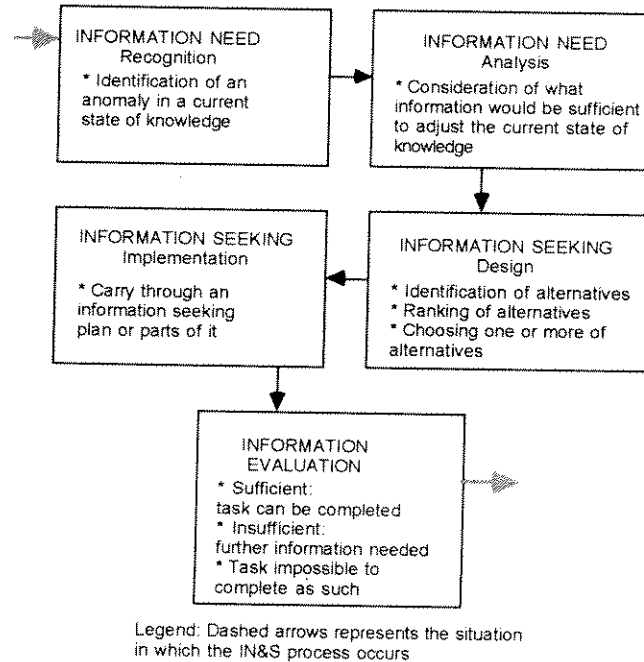 INFORMATION NEED
Recognition
* Identification of an
anomaly in a current
state of knowledge
INFORMATION NEED
Analysis
* Consideration of what
information would be sufficient
to adjust the current state of
knowledge
INFORMATION SEEKING
Implementation
* Carry through an
information seeking
plan or parts of it
INFORMATION SEEKING
Design
* Identification of alternatives
* Ranking of alternatives
* Choosing one or more of
alternatives
INFORMATION
EVALUATION
* Sufficient:
task can be completed
* Insufficient:
further information needed
* Task impossible to
complete as such
Legend: Dashed arrows represents the situation
in which the IN&S process occurs